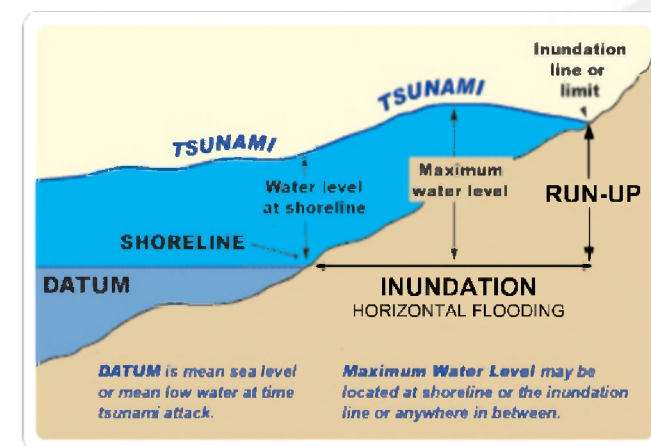 Inundation
line or
limit
TSUNAMI
TSUNAMI
Maximum
water level
Water level
at shoreline
RUN-UP
SHORELINE
DATUM
INUNDATION
HORIZONTAL FLOODING
DATUM is mean sea level
or mean low water at time
tsunami attack.
Maximum Water Level may be
located at shoreline or the inundation
line or anywhere in between.